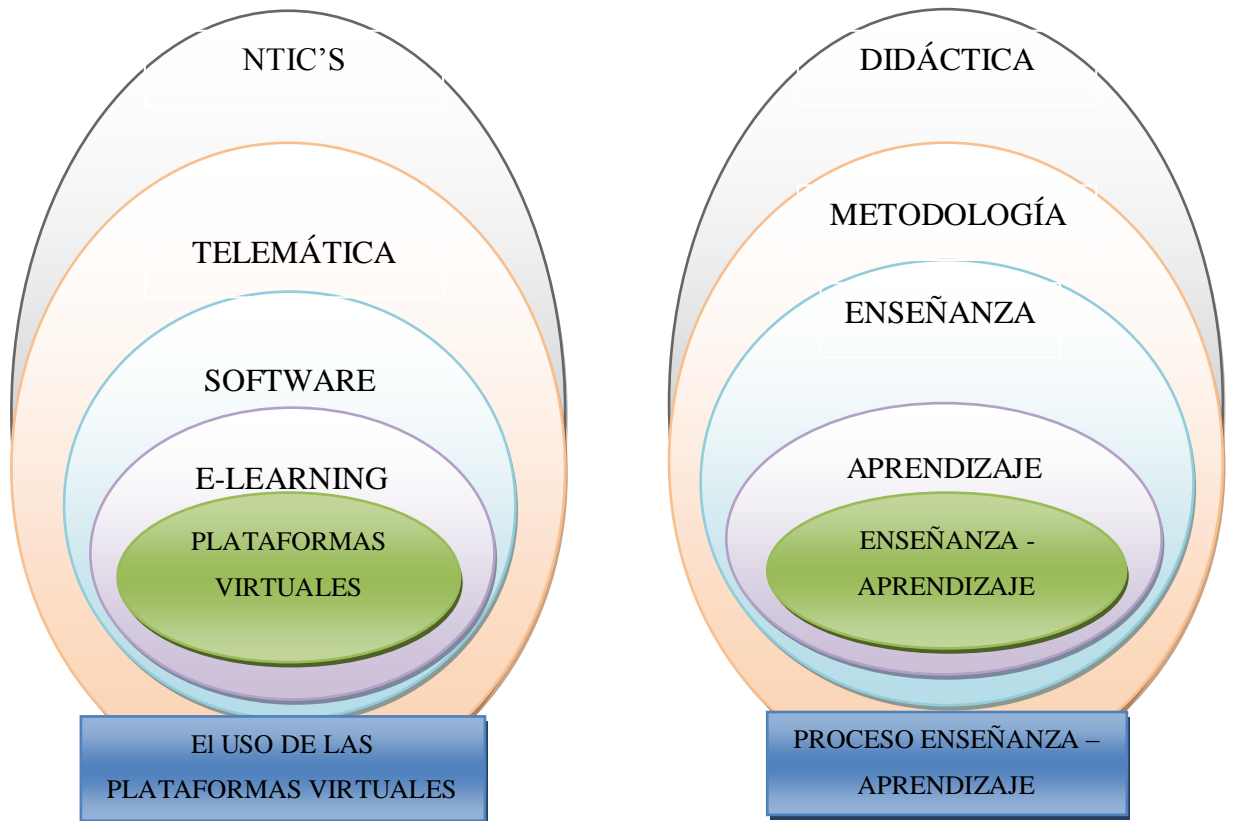 NTIC’S
TELEMÁTICA
SOFTWARE
E-LEARNING
PLATAFORMAS
VIRTUALES
El USO DE LAS
PLATAFORMAS VIRTUALES
DIDÁCTICA
METODOLOGÍA
ENSEÑANZA
APRENDIZAJE
ENSEÑANZA -
APRENDIZAJE
PROCESO ENSEÑANZA –
APRENDIZAJE